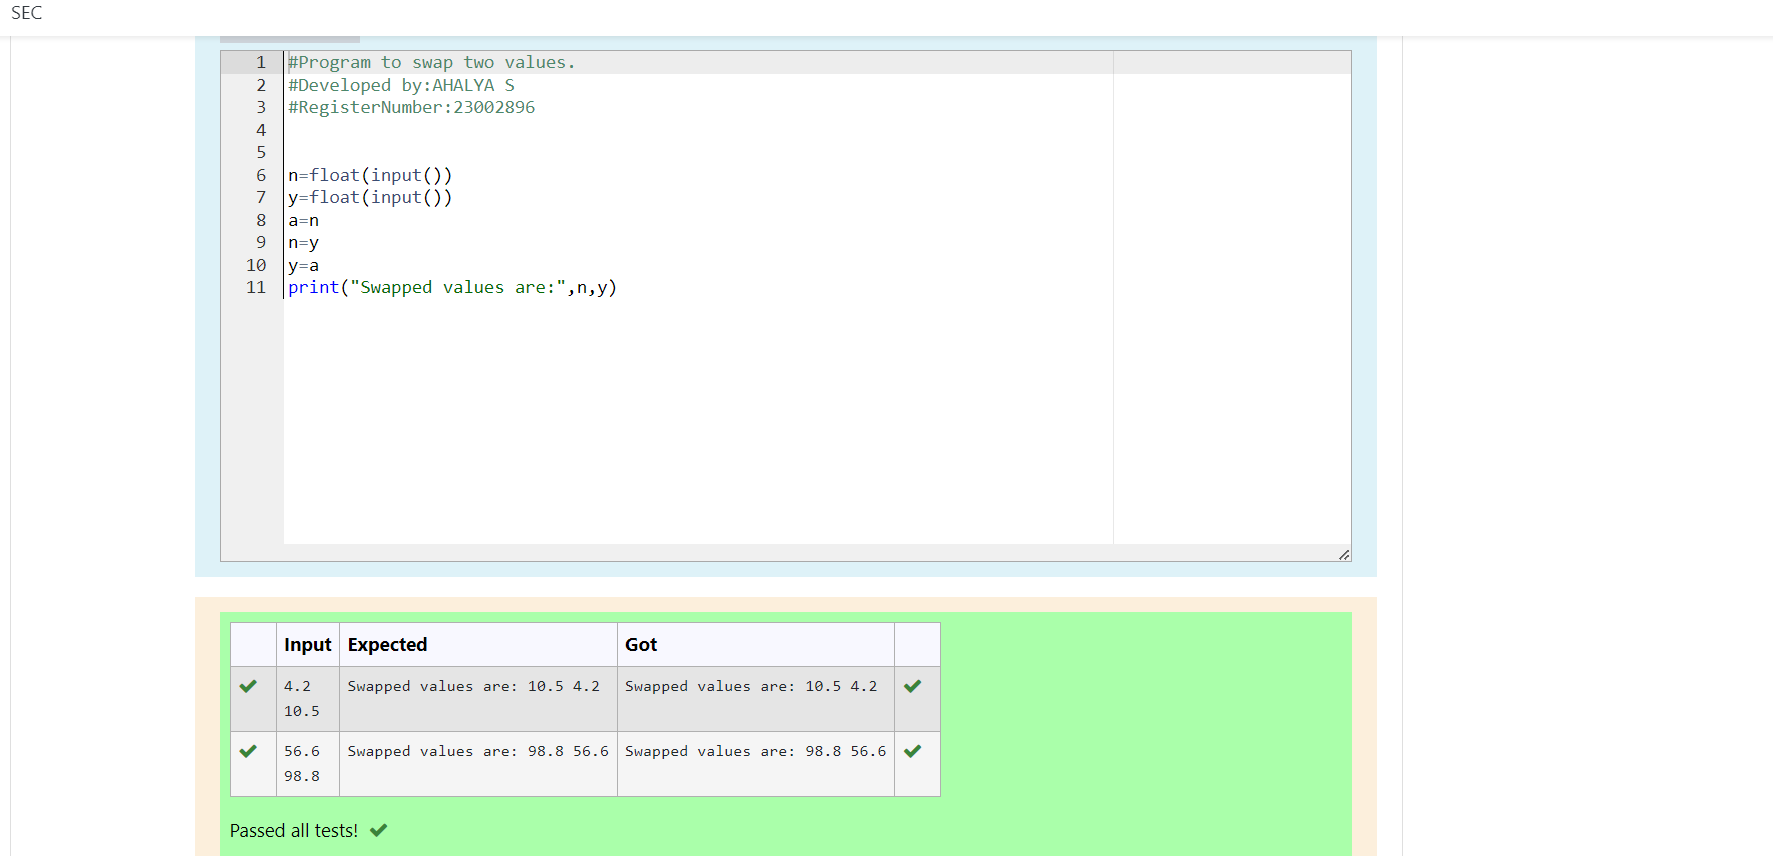 SEC
1 #Program to swap two values.
2 #Developed by:AHALYA S
3 #RegisterNumber:23002896
4
5
6 n=float(input())
7 y=float(input())
8 a=n
9 n=y
10 y=a
11 print("Swapped values are:",n,y)
Input Expected Got
4.2 Swapped values are: 10.5 4.2 Swapped values are: 10.5 4.2
10.5
56.6 Swapped values are: 98.8 56.6 Swapped values are: 98.8 56.6
98.8
Passed all tests!